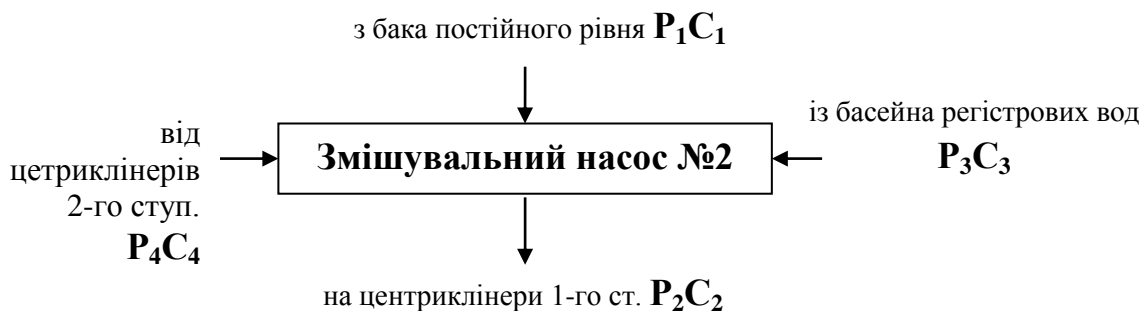 з бака постійного рівня P₁C₁
із басейна регістрових вод
P₃C₃
від
цетриклінерів
2-го ступ.
P₄C₄
Змішувальний насос №2
на центриклінери 1-го ст. P₂C₂